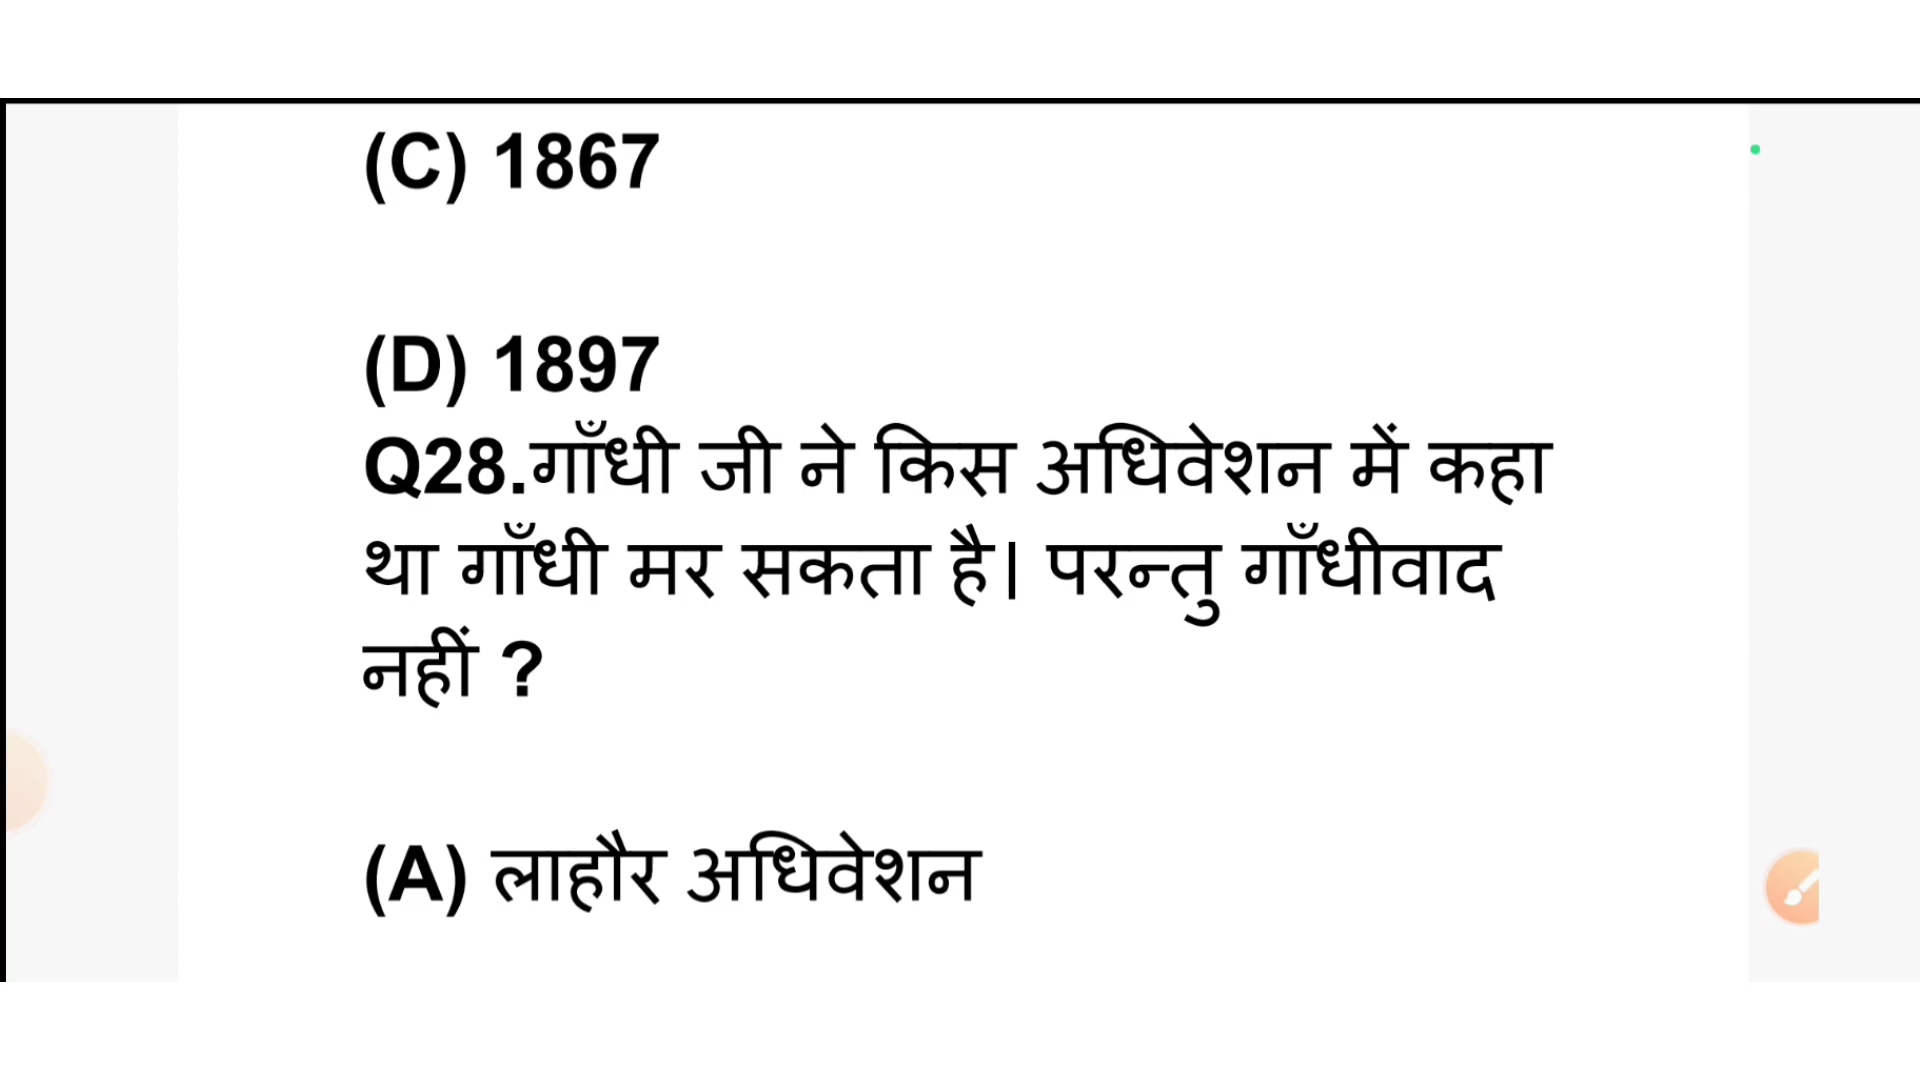 (C) 1867
(D) 1897
Q28.गाँधी जी ने किस अधिवेशन में कहा
था गाँधी मर सकता है। परन्तु गाँधीवाद
नहीं ?
(A) लाहौर अधिवेशन